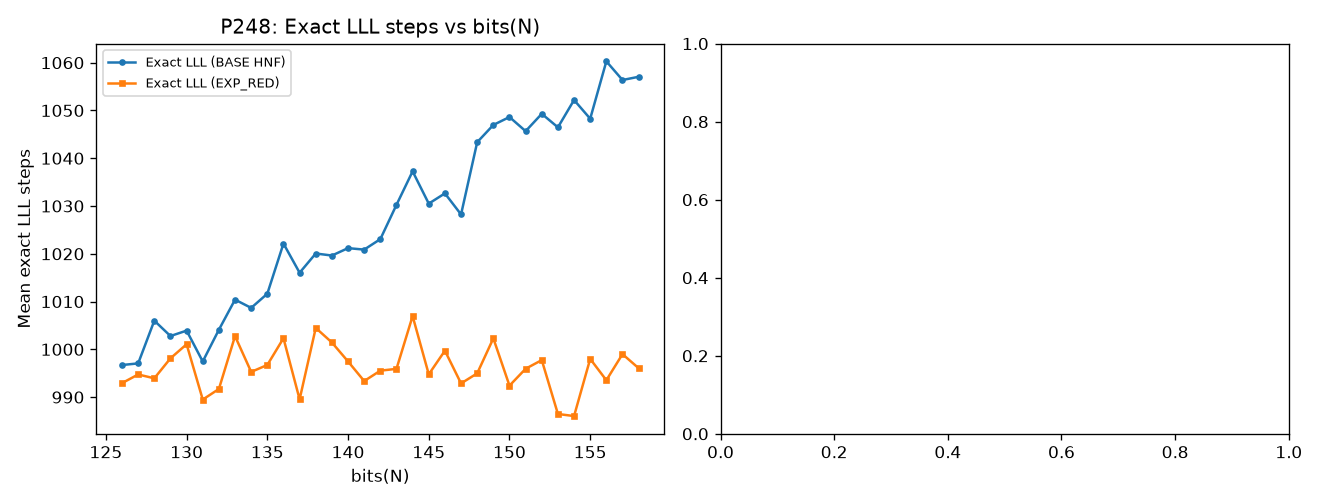 P248: Exact LLL steps vs bits(N)
Exact LLL (BASE HNF)
Exact LLL (EXP_RED)
Mean exact LLL steps
1060
1050
1040
1030
1020
1010
1000
990
125 130 135 140 145 150 155
bits(N)
1.0
0.8
0.6
0.4
0.2
0.0
0.0 0.2 0.4 0.6 0.8 1.0